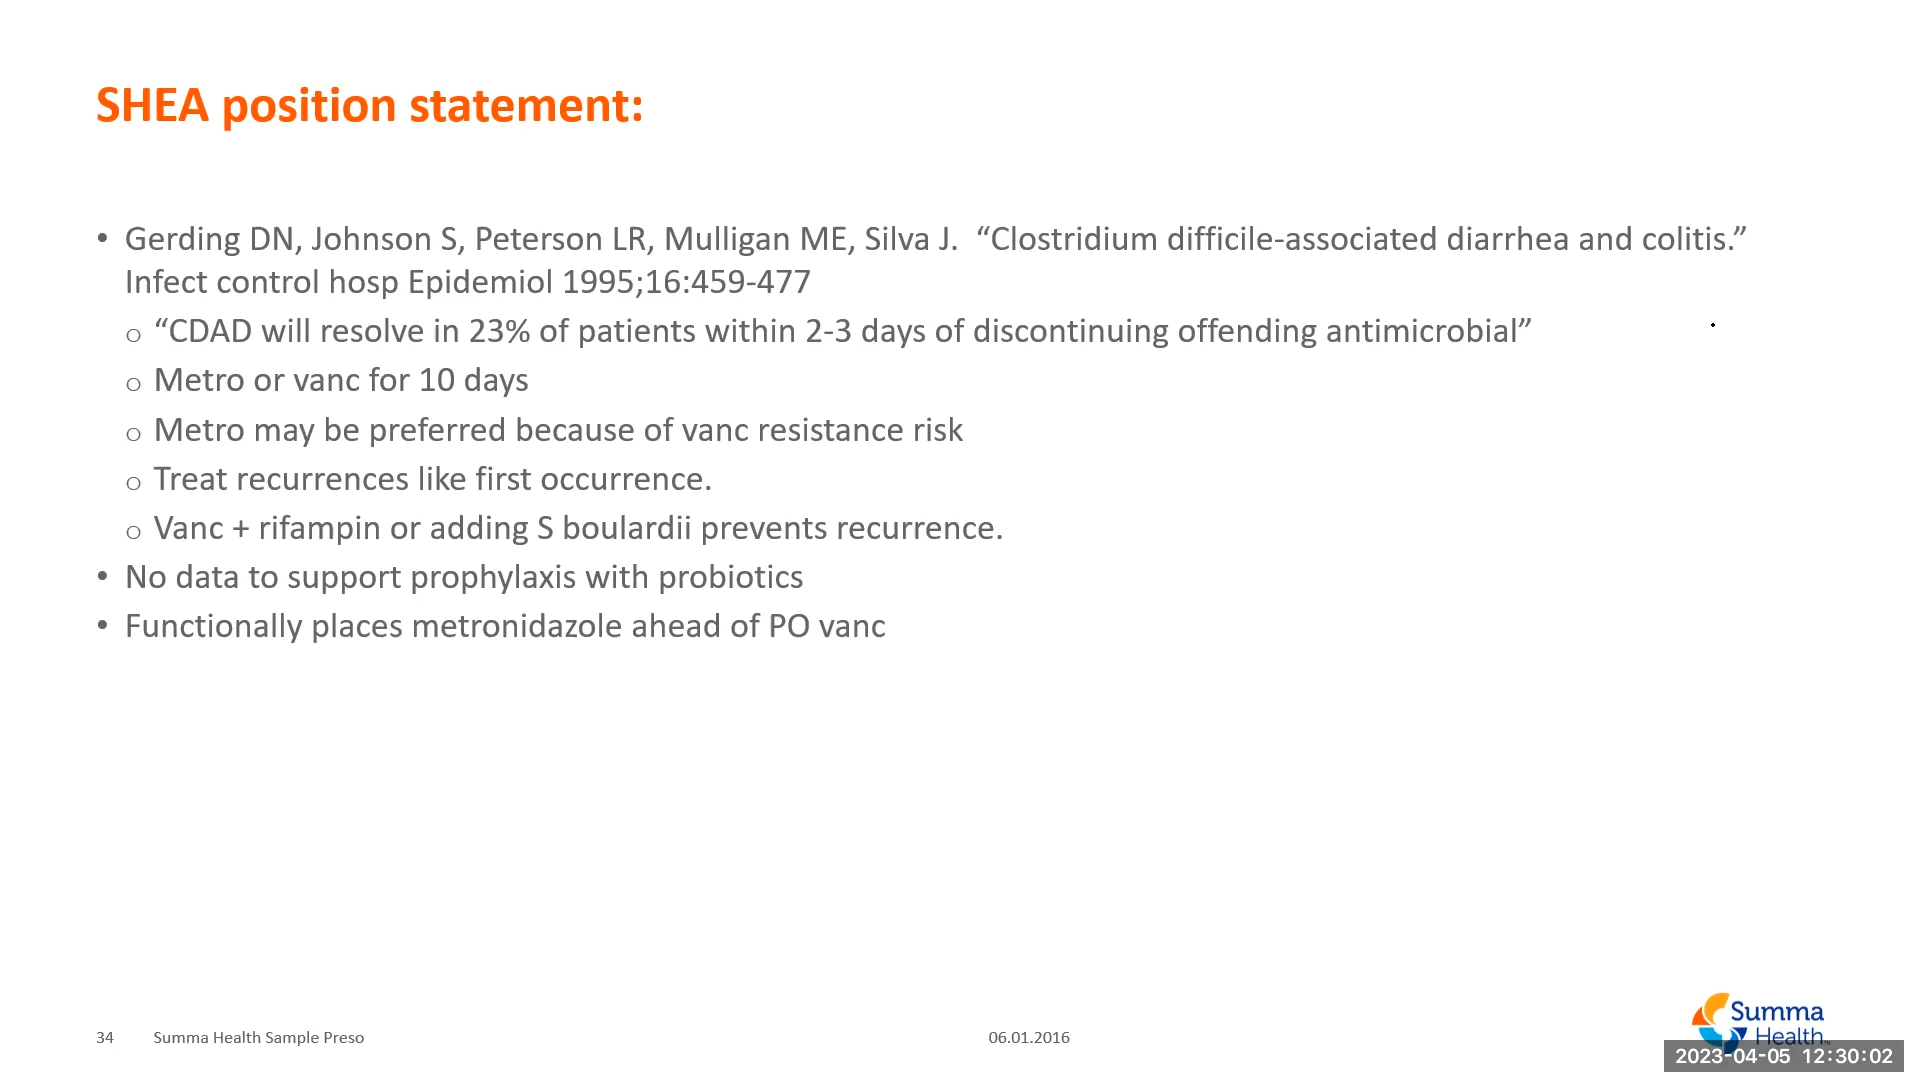 SHEA position statement:
• Gerding DN, Johnson S, Peterson LR, Mulligan ME, Silva J.  “Clostridium difficile-associated diarrhea and colitis.”
Infect control hosp Epidemiol 1995;16:459-477
o “CDAD will resolve in 23% of patients within 2-3 days of discontinuing offending antimicrobial”
o Metro or vanc for 10 days
o Metro may be preferred because of vanc resistance risk
o Treat recurrences like first occurrence.
o Vanc + rifampin or adding S boulardii prevents recurrence.
• No data to support prophylaxis with probiotics
• Functionally places metronidazole ahead of PO vanc
34 Summa Health Sample Preso 06.01.2016
Summa
Health
2023-04-05 12:30:02